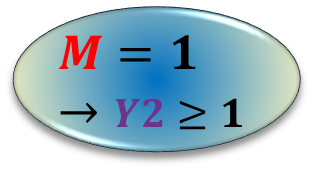 M = 1
→ Y2 ≥ 1